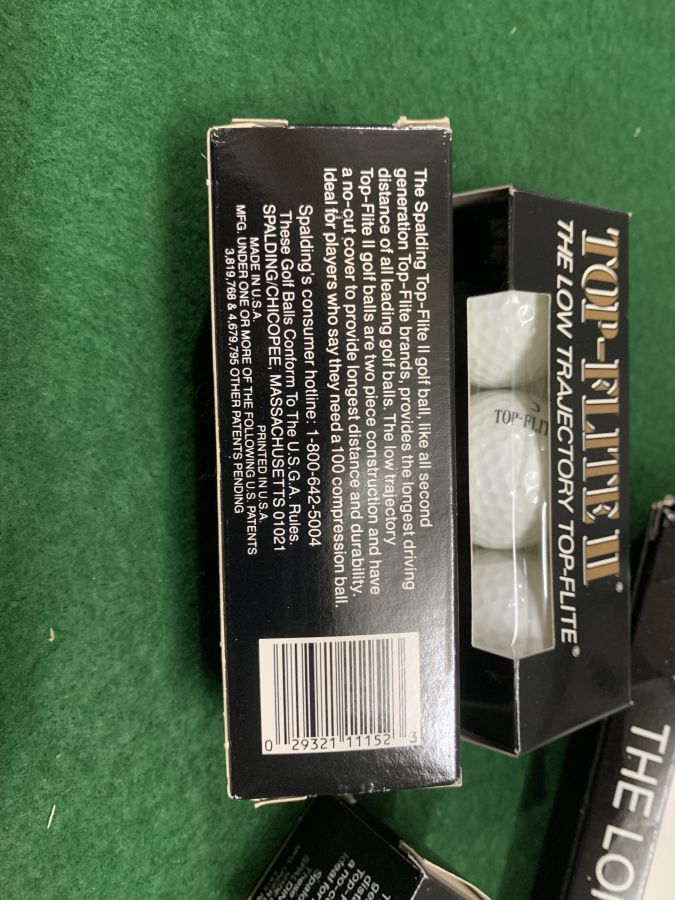 The Spalding Top-Flite II golf ball, like all second
generation Top-Flite brands, provides the longest driving
distance of all leading golf balls. The low trajectory
Top-Flite II golf balls are two piece construction and have
a no-cut cover to provide longest distance and durability.
Ideal for players who say they need a 100 compression ball.
Spalding's consumer hotline: 1-800-642-5004
These Golf Balls Conform To The U.S.G.A. Rules.
SPALDING/CHICOPEE, MASSACHUSETTS 01021
MADE IN U.S.A. PRINTED IN U.S.A.
MFG. UNDER ONE OR MORE OF THE FOLLOWING U.S. PATENTS
3,819,768 & 4,679,795 OTHER PATENTS PENDING
0 29321 11152 3
TOP-FLITE II®
THE LOW TRAJECTORY TOP-FLITE®
2
TOP-FLIT
THE LO